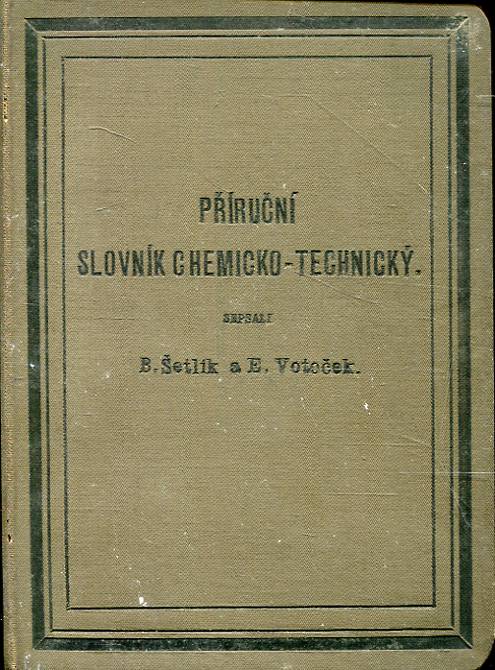 PŘÍRUČNÍ
SLOVNÍK CHEMICKO-TECHNICKÝ.
SEPSALI
B. Šetlík a E. Votoček.